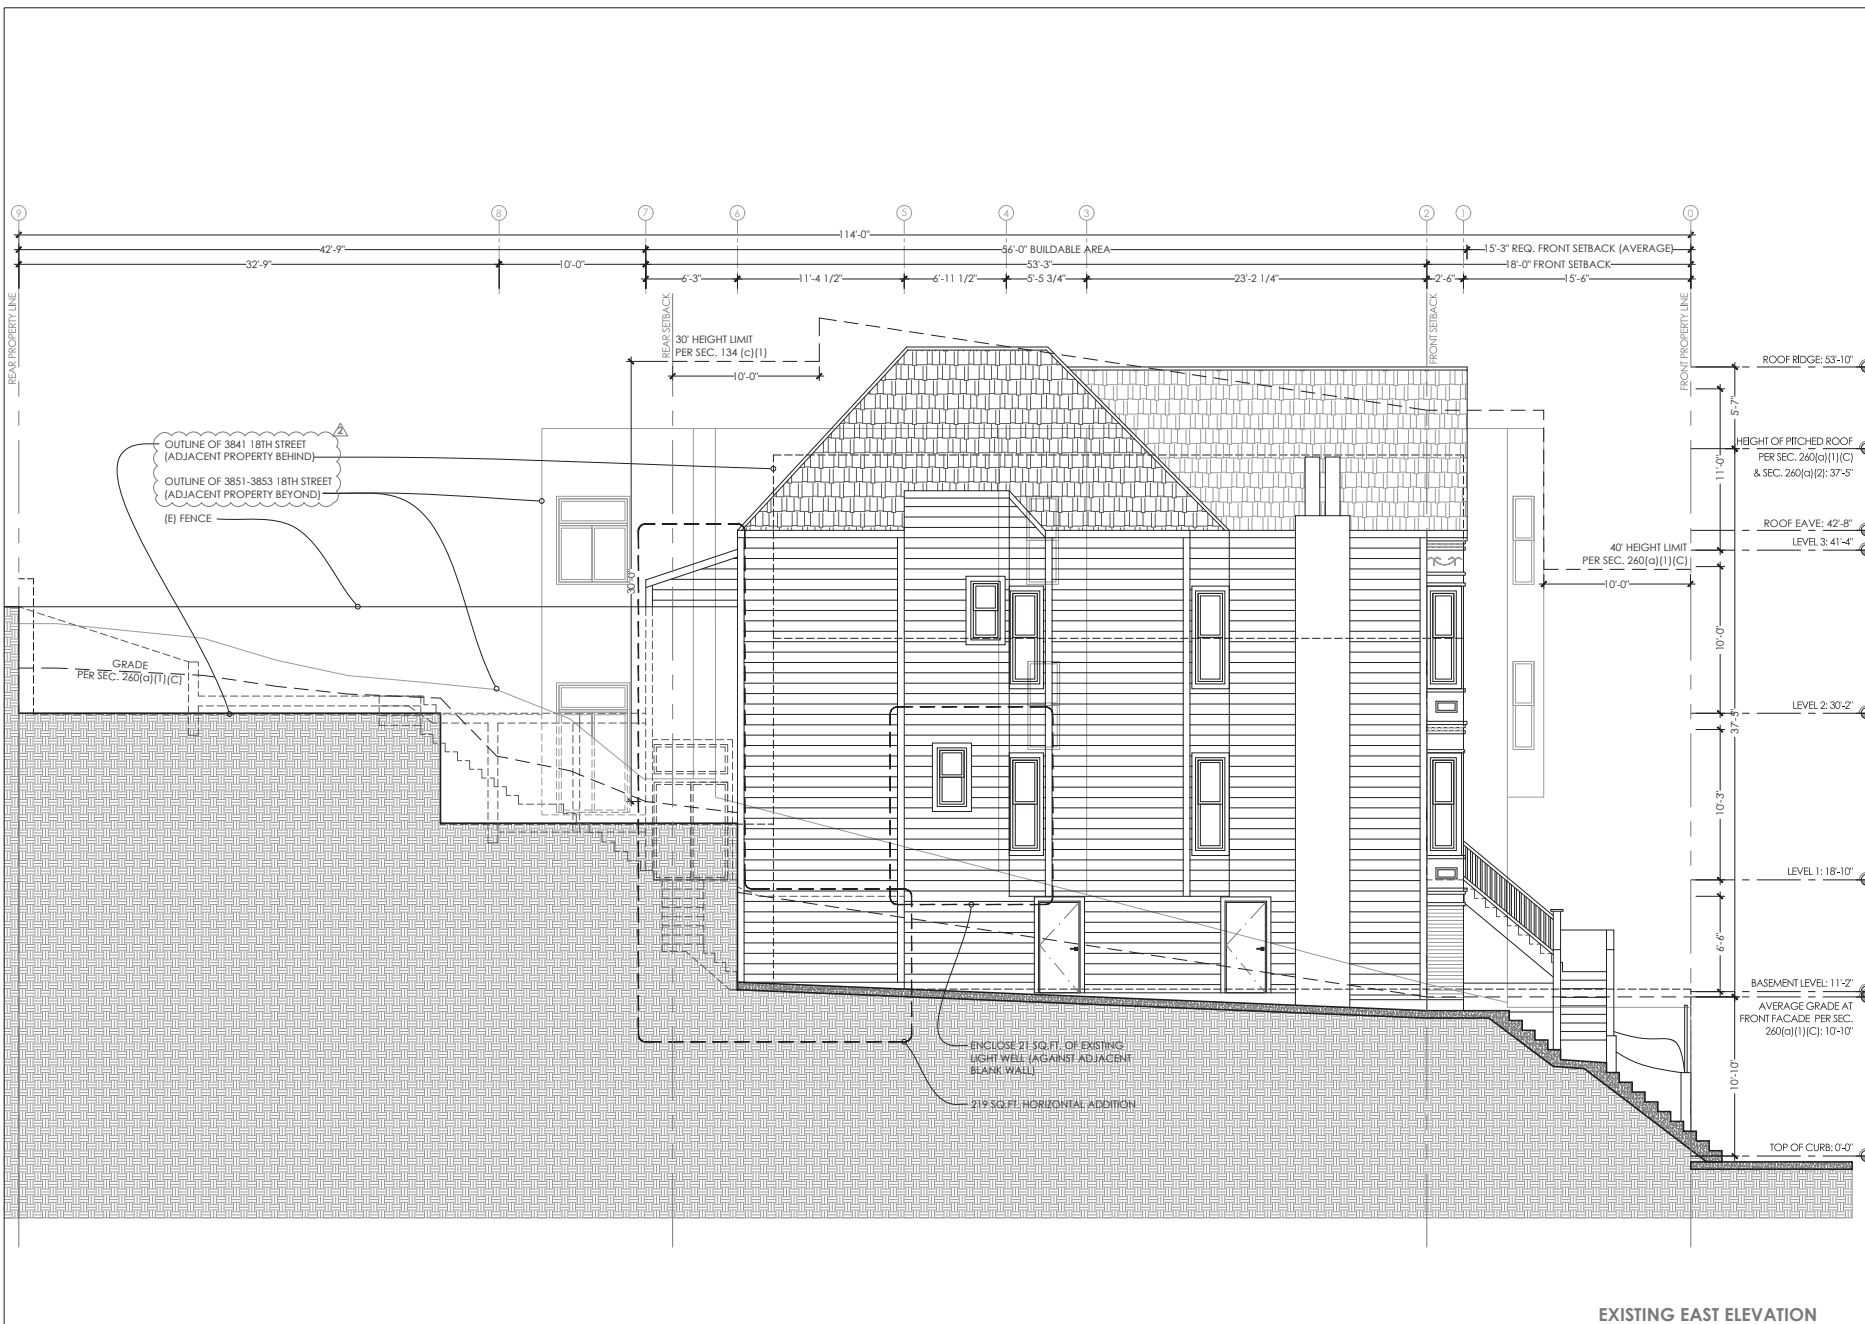 9
8
7
6
5
4
3
2
1
0
114'-0"
42'-9"
56'-0" BUILDABLE AREA
15'-3" REQ. FRONT SETBACK (AVERAGE)
32'-9"
10'-0"
53'-3"
18'-0" FRONT SETBACK
6'-3"
11'-4 1/2"
6'-11 1/2"
5'-5 3/4"
23'-2 1/4"
2'-6"
15'-6"
REAR PROPERTY LINE
REAR SETBACK
FRONT SETBACK
FRONT PROPERTY LINE
30' HEIGHT LIMIT
PER SEC. 134 (c)(1)
10'-0"
30'-0"
2
OUTLINE OF 3841 18TH STREET
(ADJACENT PROPERTY BEHIND)
OUTLINE OF 3851-3853 18TH STREET
(ADJACENT PROPERTY BEYOND)
(E) FENCE
GRADE
PER SEC. 260(a)(1)(C)
40' HEIGHT LIMIT
PER SEC. 260(a)(1)(C)
10'-0"
ROOF RIDGE: 53'-10"
5'-7"
HEIGHT OF PITCHED ROOF
PER SEC. 260(a)(1)(C)
& SEC. 260(a)(2): 37'-5"
11'-0"
ROOF EAVE: 42'-8"
LEVEL 3: 41'-4"
10'-0"
LEVEL 2: 30'-2"
37'-5"
10'-3"
LEVEL 1: 18'-10"
6'-6"
BASEMENT LEVEL: 11'-2"
AVERAGE GRADE AT
FRONT FACADE PER SEC.
260(a)(1)(C): 10'-10"
10'-10"
TOP OF CURB: 0'-0"
ENCLOSE 21 SQ.FT. OF EXISTING
LIGHT WELL (AGAINST ADJACENT
BLANK WALL)
219 SQ.FT. HORIZONTAL ADDITION
EXISTING EAST ELEVATION